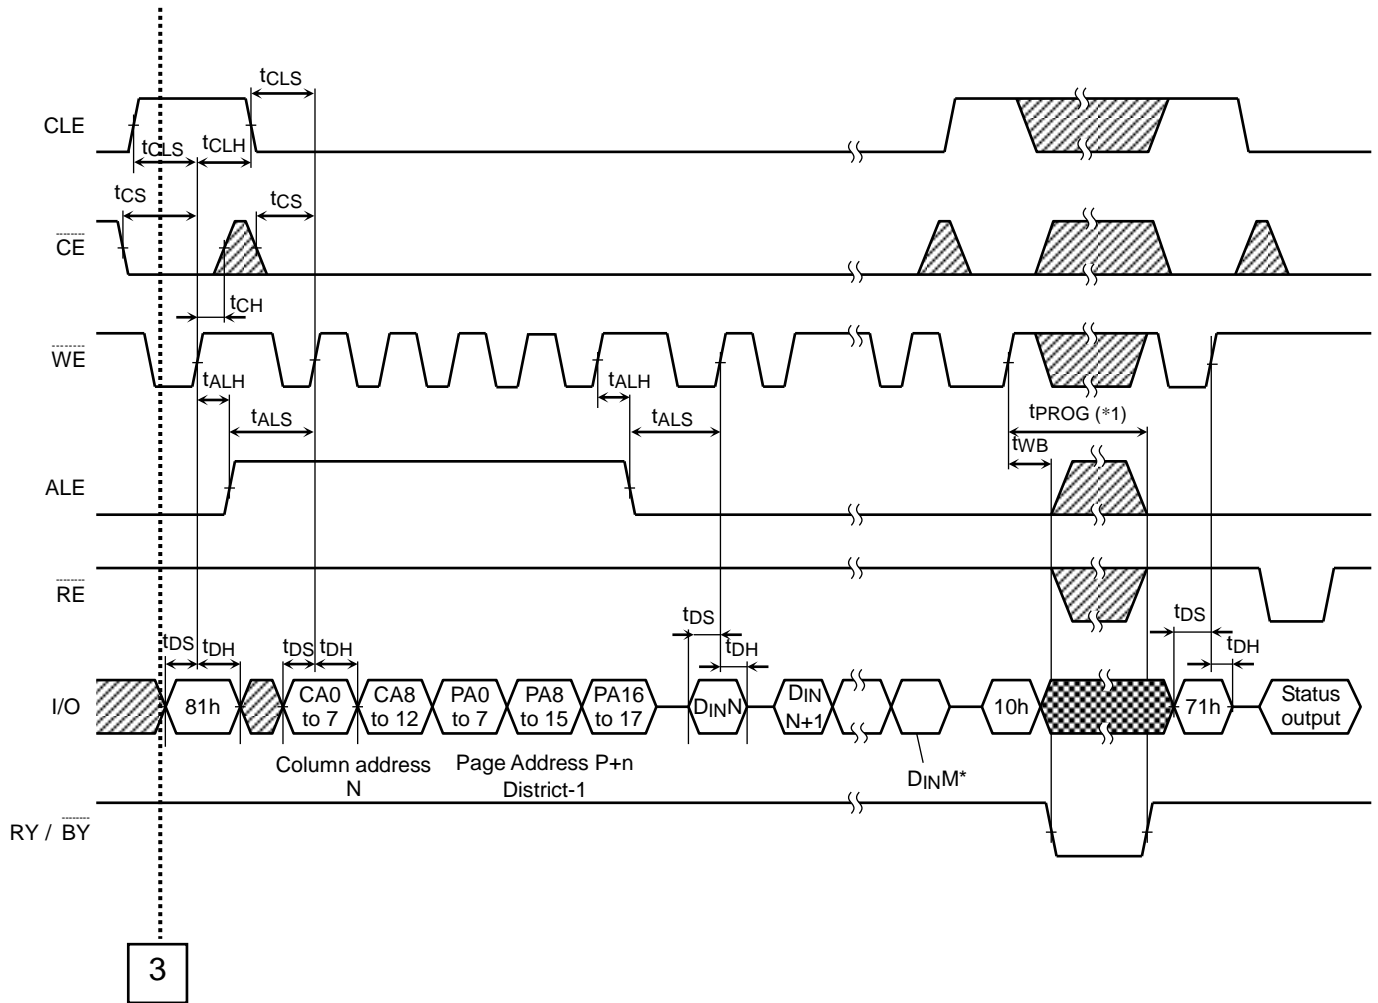 tCLS
CLE
tCLS
tCLH
tCS
tCS
CE
tCH
WE
tALH
tALH
tALS
tALS
tPROG (*1)
tWB
ALE
RE
tDS
tDH
tDS
tDH
tDS
tDH
tDS
tDH
I/O
81h
CA0 to 7
CA8 to 12
PA0 to 7
PA8 to 15
PA16 to 17
DINN
DIN N+1
10h
71h
Status output
Column address N
Page Address P+n District-1
DINM*
RY / BY
3